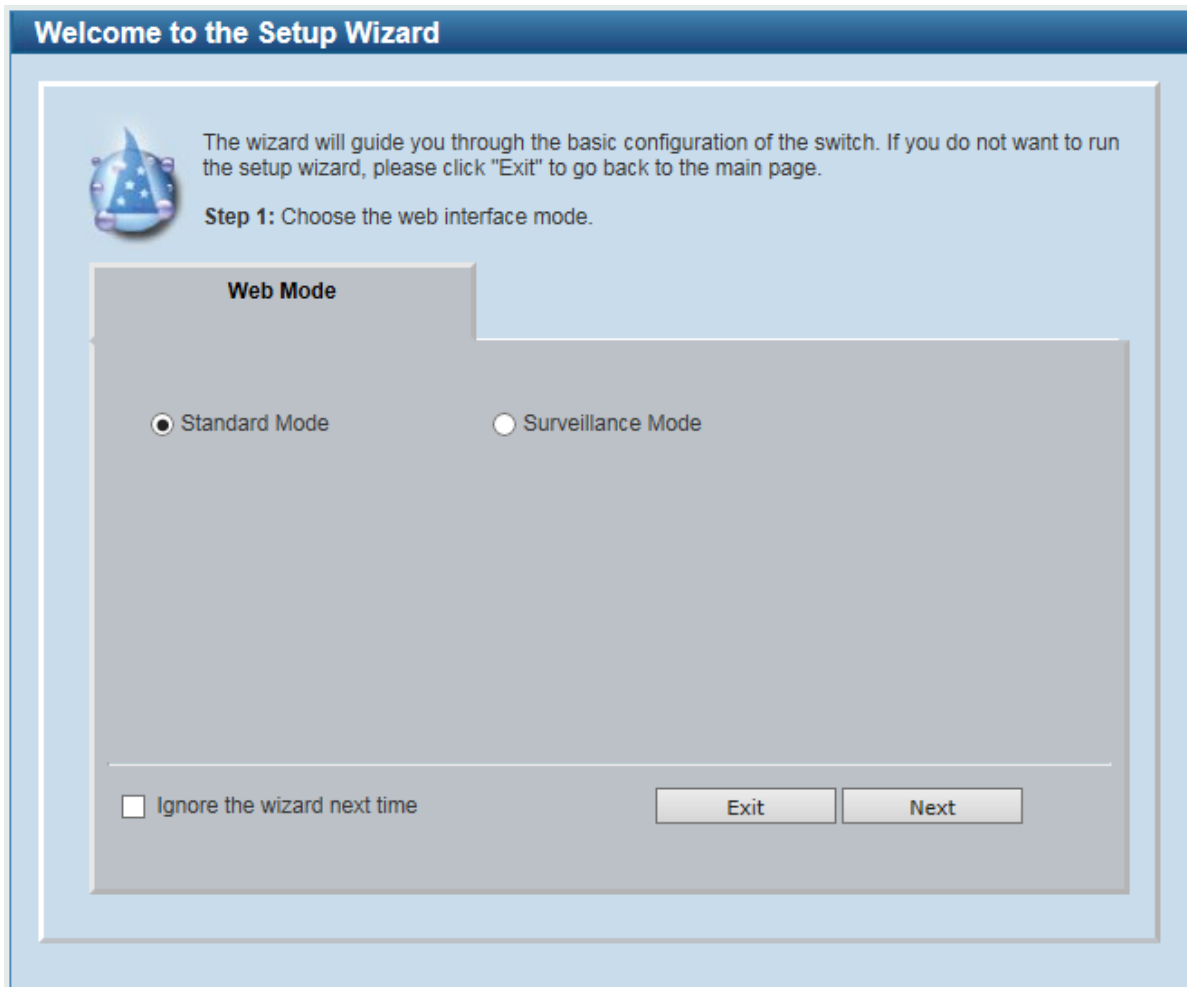 Welcome to the Setup Wizard
The wizard will guide you through the basic configuration of the switch. If you do not want to run
the setup wizard, please click "Exit" to go back to the main page.
Step 1: Choose the web interface mode.
Web Mode
Standard Mode
Surveillance Mode
Ignore the wizard next time
Exit
Next